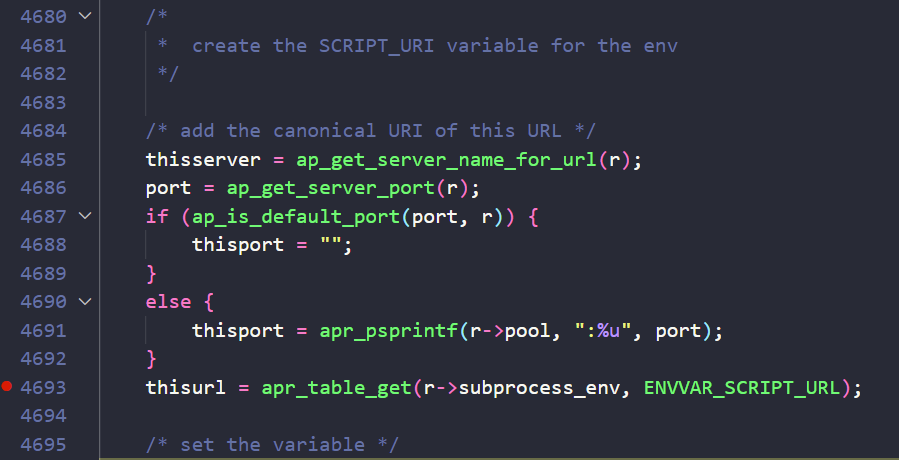 4680 /*
4681 * create the SCRIPT_URI variable for the env
4682 */
4683
4684 /* add the canonical URI of this URL */
4685 thisserver = ap_get_server_name_for_url(r);
4686 port = ap_get_server_port(r);
4687 if (ap_is_default_port(port, r)) {
4688 thisport = "";
4689 }
4690 else {
4691 thisport = apr_psprintf(r->pool, ":%u", port);
4692 }
4693 thisurl = apr_table_get(r->subprocess_env, ENVVAR_SCRIPT_URL);
4694
4695 /* set the variable */